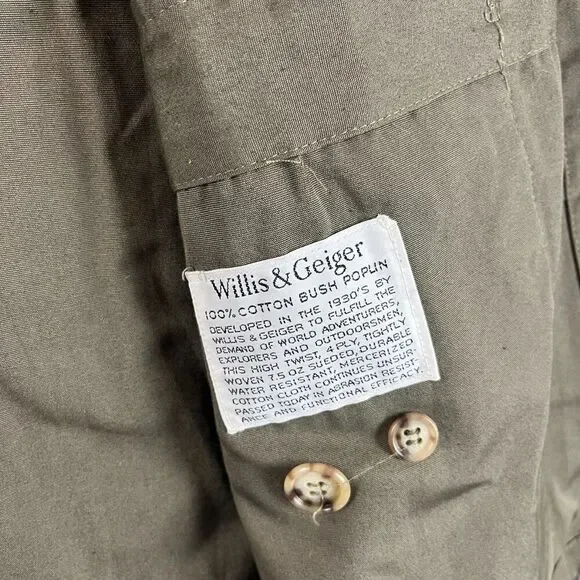 Willis & Geiger
100% COTTON BUSH POPLIN
DEVELOPED IN THE 1930'S BY
WILLIS & GEIGER TO FULFILL THE
DEMAND OF WORLD ADVENTURERS,
EXPLORERS AND OUTDOORSMEN,
THIS HIGH TWIST, 4 PLY, TIGHTLY
WOVEN 7.5 OZ SUEDED, DURABLE
WATER RESISTANT, MERCERIZED
COTTON CLOTH CONTINUES UNSUR-
PASSED TODAY IN ABRASION RESIST-
ANCE AND FUNCTIONAL EFFICACY.